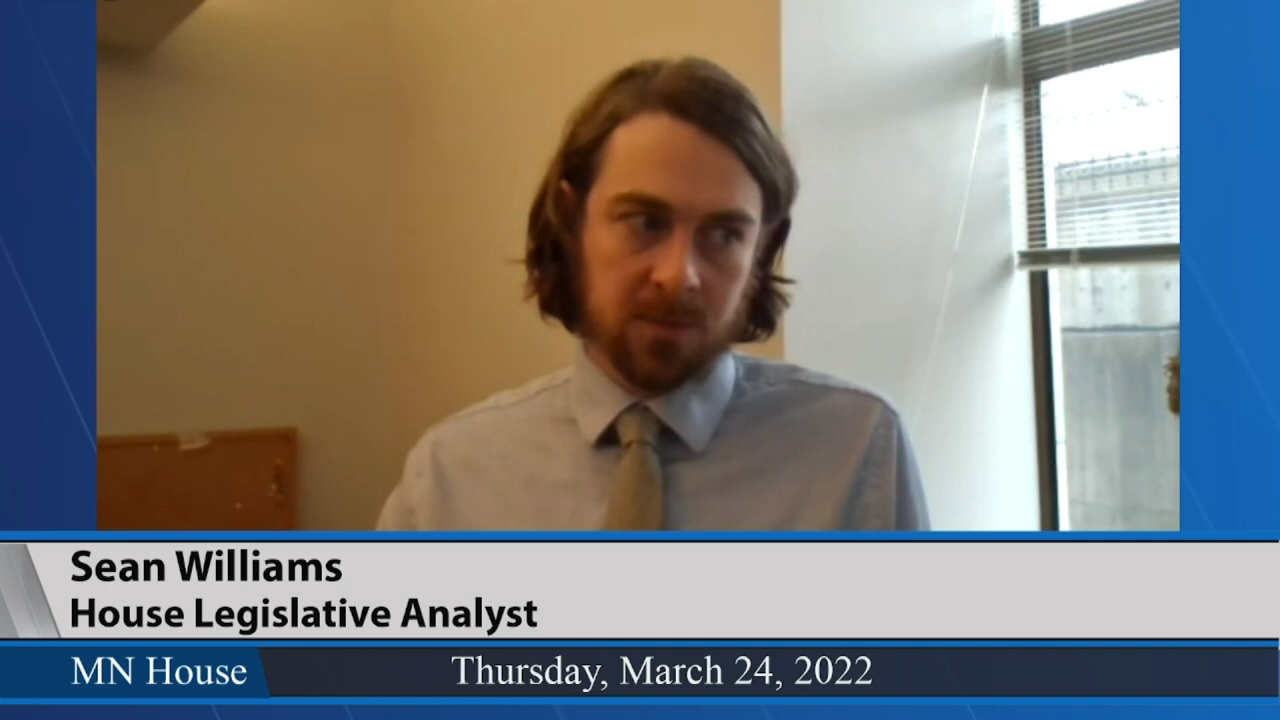 Sean Williams
House Legislative Analyst
MN House
Thursday, March 24, 2022